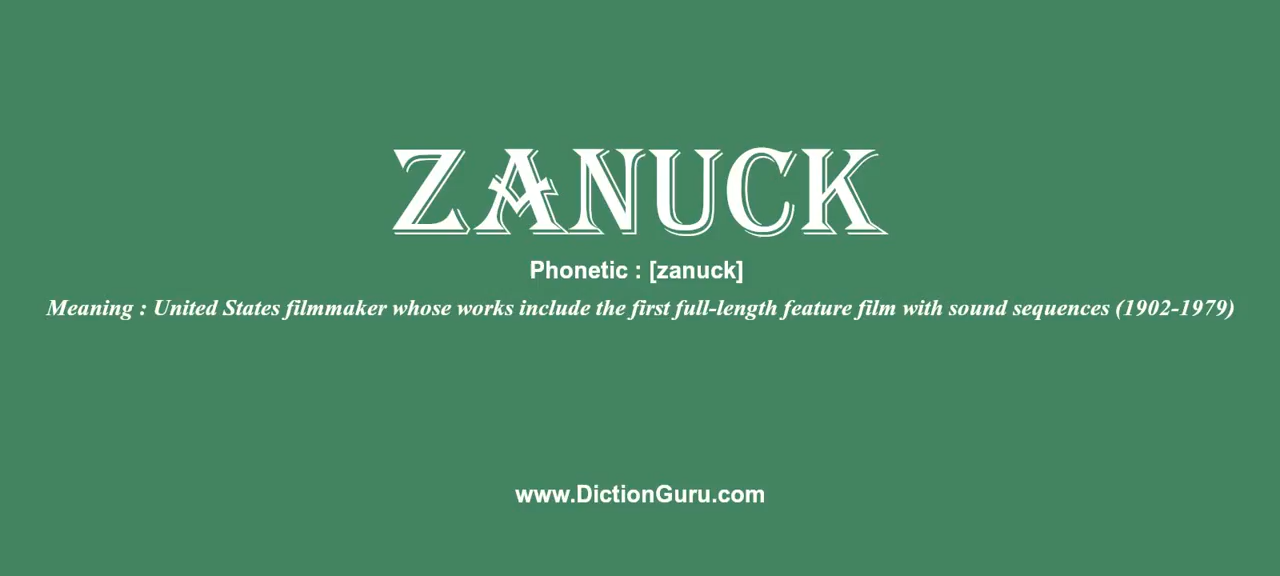 ZANUCK
Phonetic : [zanuck]
Meaning : United States filmmaker whose works include the first full-length feature film with sound sequences (1902-1979)
www.DictionGuru.com